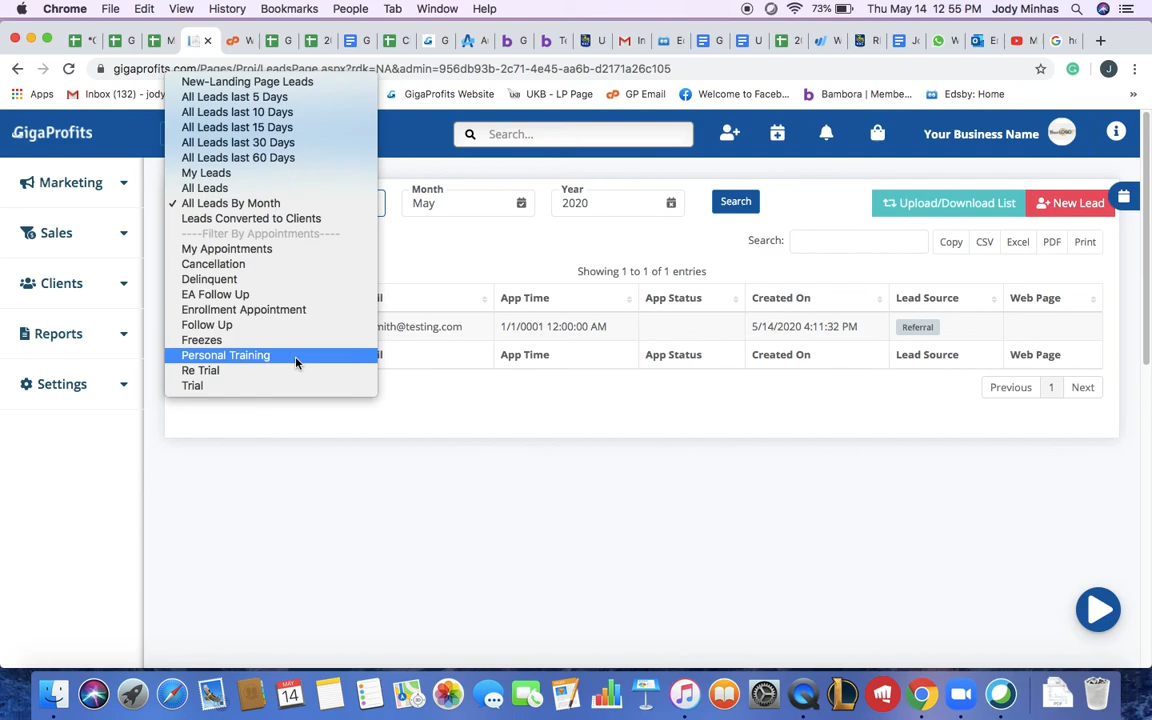 Chrome File Edit View History Bookmarks People Tab Window Help 73% Thu May 14 12:55 PM Jody Minhas
gigaprofits.com/Pages/Proj/LeadsPage.aspx?rdk=NA&admin=956db93b-2c71-4e45-aa6b-d2171a26c105
Apps Inbox (132) - jody GigaProfits Website UKB - LP Page GP Email Welcome to Faceb... Bambora | Membe... Edsby: Home
GigaProfits Search... Your Business Name
Marketing
Sales
Clients
Reports
Settings
New-Landing Page Leads
All Leads last 5 Days
All Leads last 10 Days
All Leads last 15 Days
All Leads last 30 Days
All Leads last 60 Days
My Leads
All Leads
✓ All Leads By Month
Leads Converted to Clients
----Filter By Appointments----
My Appointments
Cancellation
Delinquent
EA Follow Up
Enrollment Appointment
Follow Up
Freezes
Personal Training
Re Trial
Trial
Month
May
Year
2020
Search
Upload/Download List
New Lead
Search:
Copy CSV Excel PDF Print
Showing 1 to 1 of 1 entries
App Time App Status Created On Lead Source Web Page
mith@testing.com 1/1/0001 12:00:00 AM 5/14/2020 4:11:32 PM Referral
App Time App Status Created On Lead Source Web Page
Previous 1 Next
MAY
14